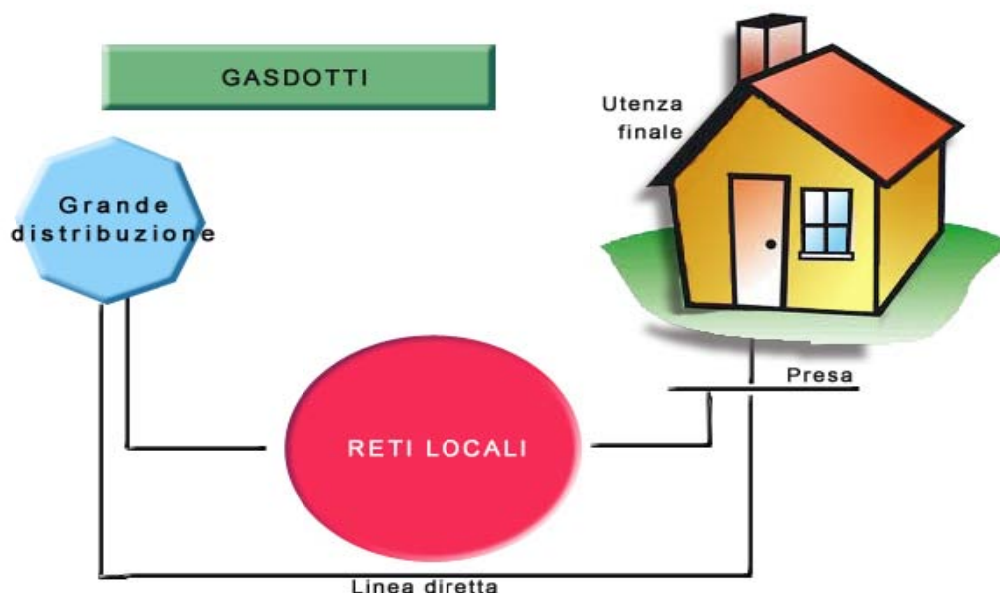 GASDOTTI
Utenza
finale
Grande
distribuzione
Presa
RETI LOCALI
Linea diretta